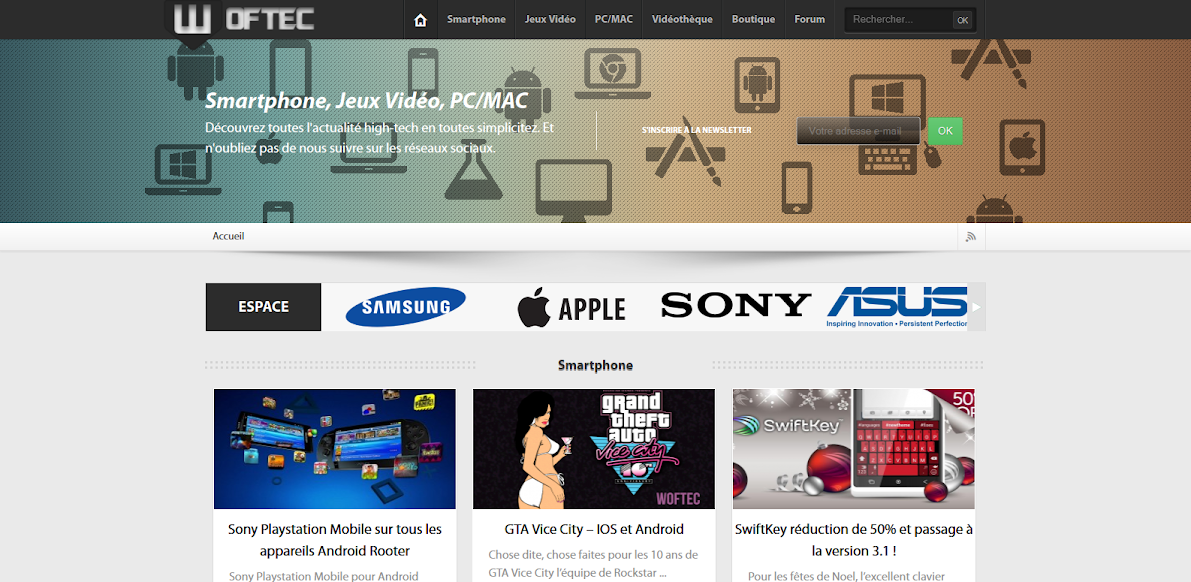 WOFTEC
Smartphone
Jeux Vidéo
PC/MAC
Vidéothèque
Boutique
Forum
Rechercher...
OK
Smartphone, Jeux Vidéo, PC/MAC
Découvrez toutes l'actualité high-tech en toutes simplicitez. Et
n'oubliez pas de nous suivre sur les réseaux sociaux.
S'INSCRIRE À LA NEWSLETTER
Votre adresse e-mail
OK
Accueil
ESPACE
SAMSUNG
APPLE
SONY
ASUS
Inspiring Innovation • Persistent Perfection
Smartphone
grand
theft
auto
Vice City
10
WOFTEC
SwiftKey
50%
Sony Playstation Mobile sur tous les
appareils Android Rooter
GTA Vice City – IOS et Android
SwiftKey réduction de 50% et passage à
la version 3.1 !
Sony Playstation Mobile pour Android
Chose dite, chose faites pour les 10 ans de
GTA Vice City l'équipe de Rockstar ...
Pour les fêtes de Noel, l'excellent clavier